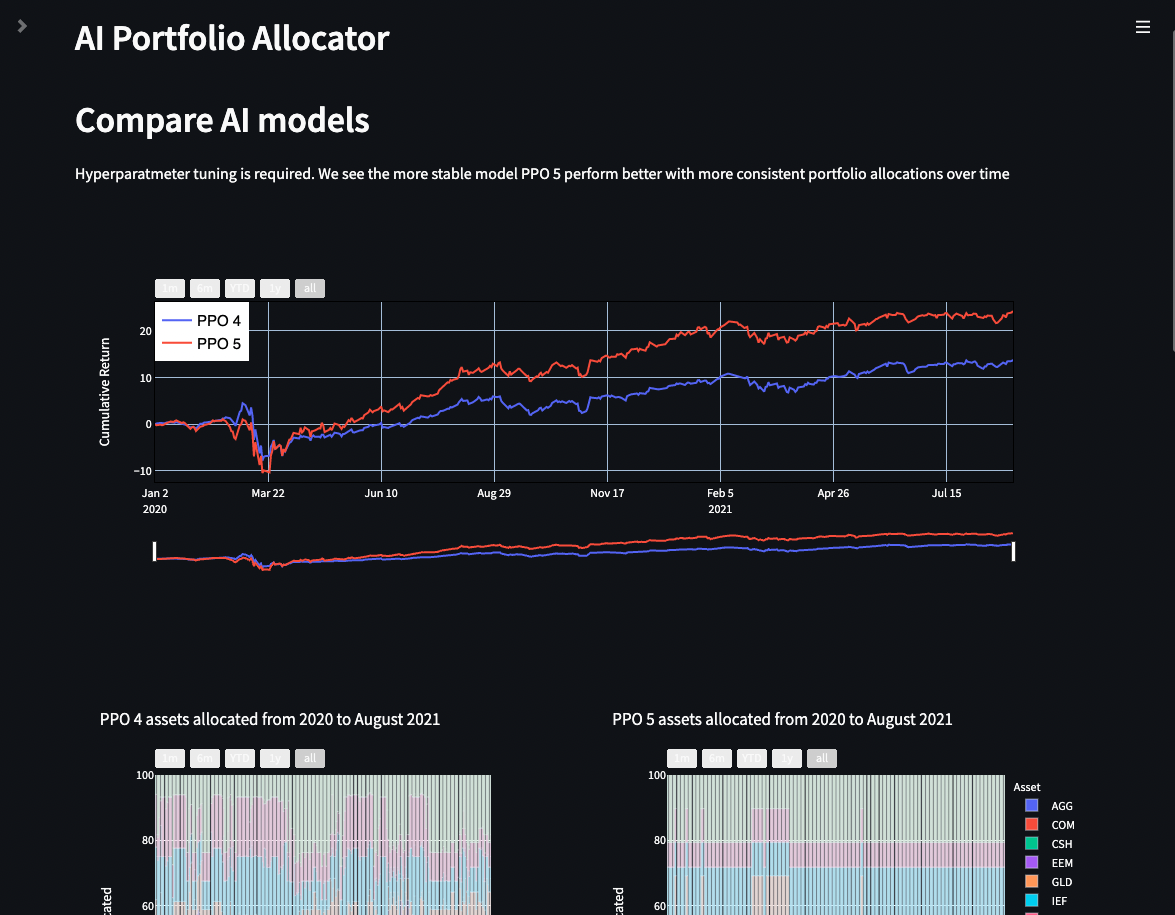 AI Portfolio Allocator
Compare AI models
Hyperparatmeter tuning is required. We see the more stable model PPO 5 perform better with more consistent portfolio allocations over time
1m 6m YTD 1y all
PPO 4
PPO 5
Cumulative Return
20
10
0
−10
Jan 2 Mar 22 Jun 10 Aug 29 Nov 17 Feb 5 Apr 26 Jul 15
2020 2021
PPO 4 assets allocated from 2020 to August 2021
1m 6m YTD 1y all
100
80
60
PPO 5 assets allocated from 2020 to August 2021
1m 6m YTD 1y all
100
80
60
Asset
AGG
COM
CSH
EEM
GLD
IEF